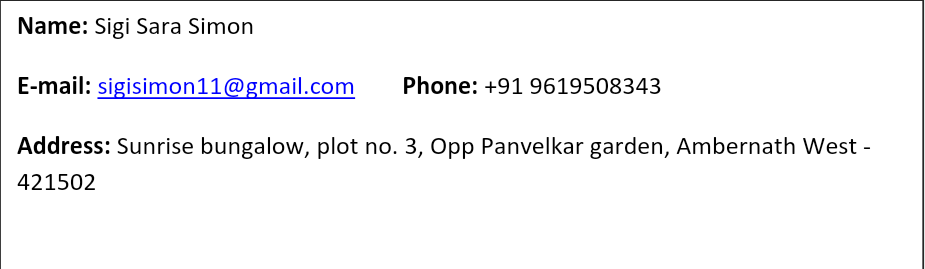 Name: Sigi Sara Simon
E-mail: sigisimon11@gmail.com Phone: +91 9619508343
Address: Sunrise bungalow, plot no. 3, Opp Panvelkar garden, Ambernath West -
421502